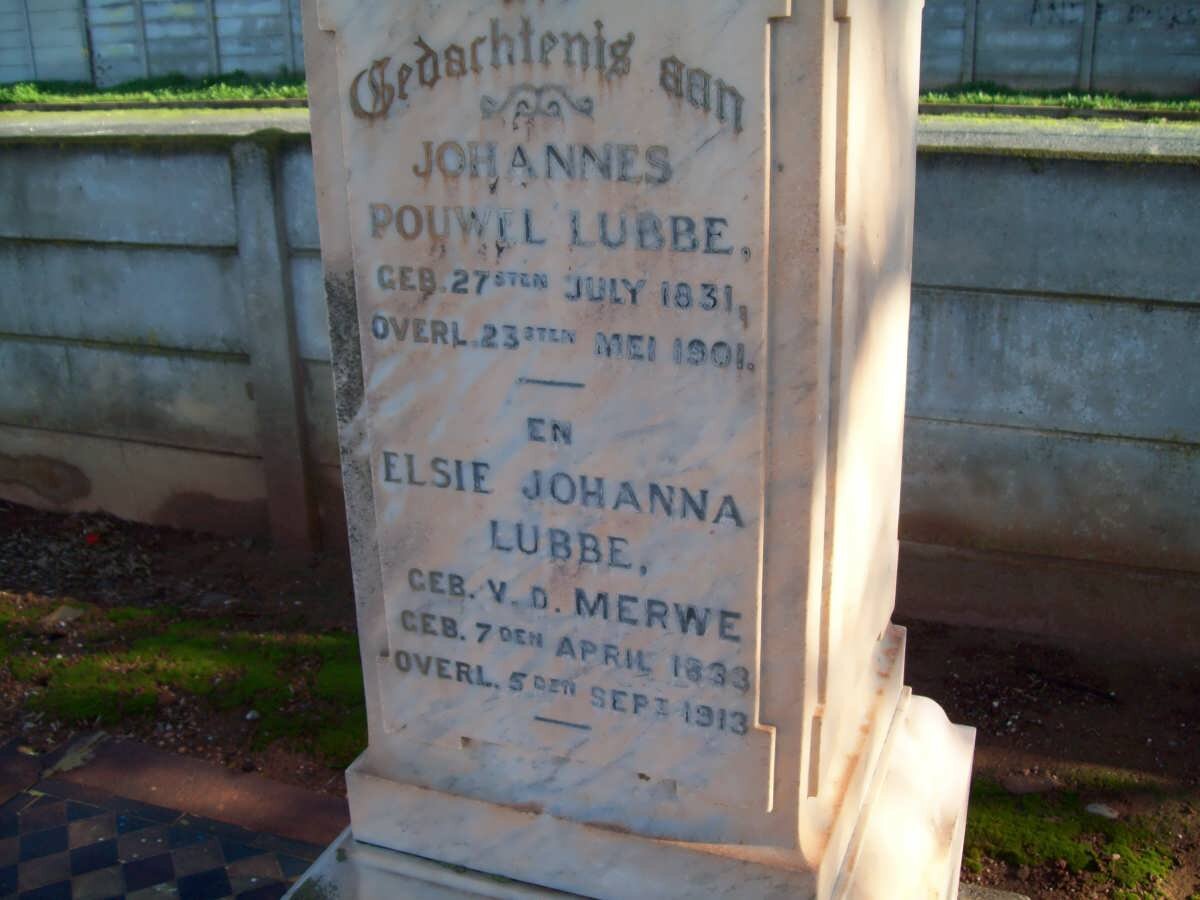 Gedachtenis aan
JOHANNES
POUWEL LUBBE,
GEB. 27STEN JULY 1831,
OVERL. 23STEN MEI 1901.
EN
ELSIE JOHANNA
LUBBE,
GEB. V. D. MERWE
GEB. 7DEN APRIL 1833
OVERL. 5DEN SEPT 1913